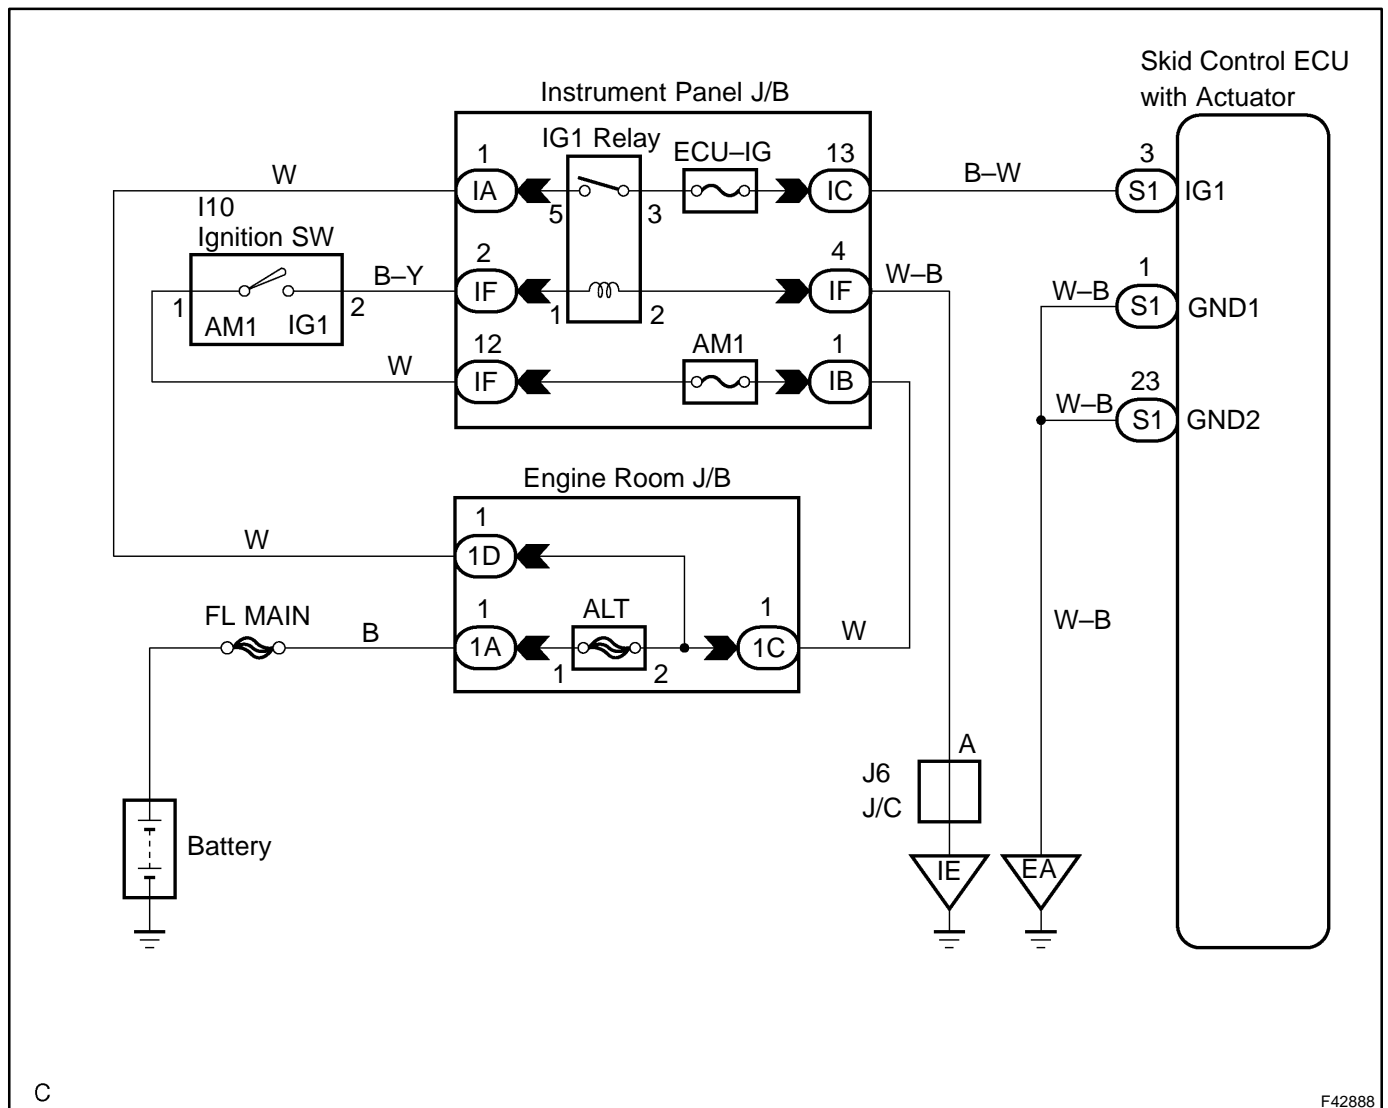 Skid Control ECU
with Actuator
Instrument Panel J/B
IG1 Relay
ECU–IG
1
13
3
W
IA
IC
B–W
S1
IG1
5
3
I10
Ignition SW
2
4
1
B–Y
IF
IF
W–B
W–B
S1
GND1
1
AM1
IG1
2
1
2
12
AM1
1
23
W
IF
IB
W–B
S1
GND2
Engine Room J/B
1
W
1D
FL MAIN
1
ALT
1
B
1A
1C
W
W–B
1
2
A
J6
J/C
Battery
IE
EA
C
F42888